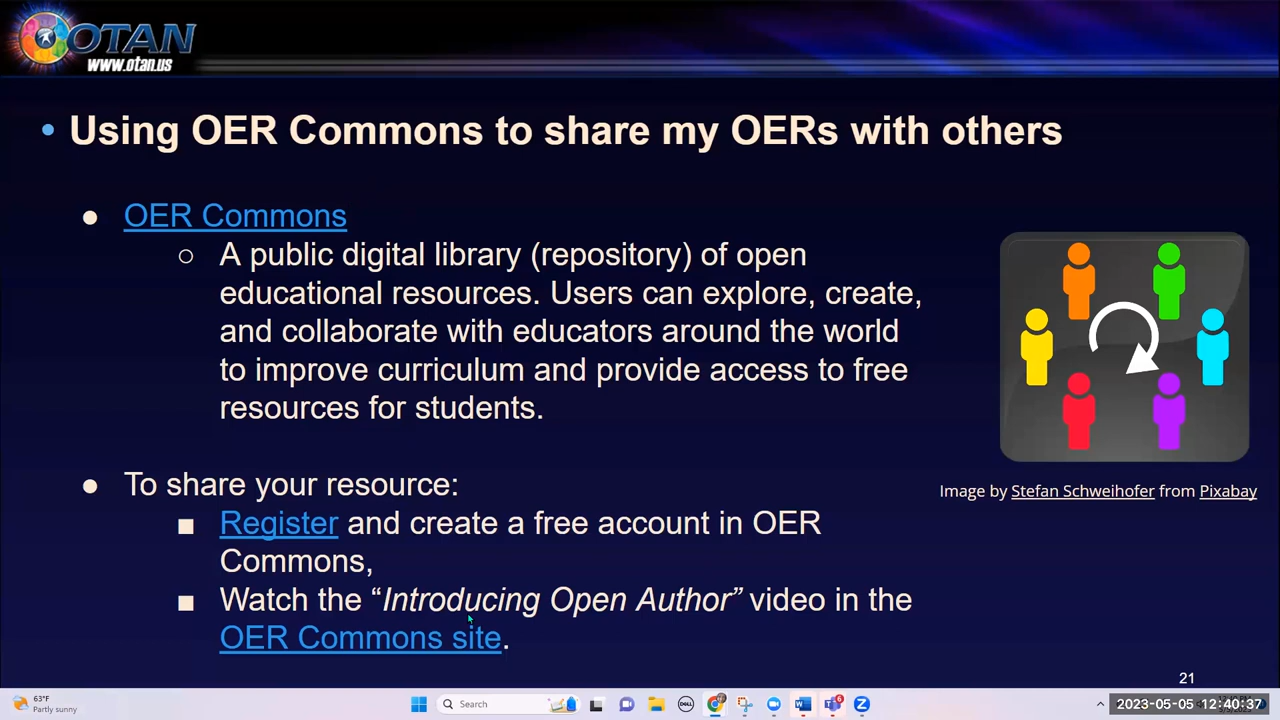 OTAN
www.otan.us
• Using OER Commons to share my OERs with others
● OER Commons
○ A public digital library (repository) of open
educational resources. Users can explore, create,
and collaborate with educators around the world
to improve curriculum and provide access to free
resources for students.
Image by Stefan Schweihofer from Pixabay
● To share your resource:
■ Register and create a free account in OER
Commons,
■ Watch the “Introducing Open Author” video in the
OER Commons site.
21
63°F
Partly sunny
Search
DELL
6
2023-05-05 12:40:37